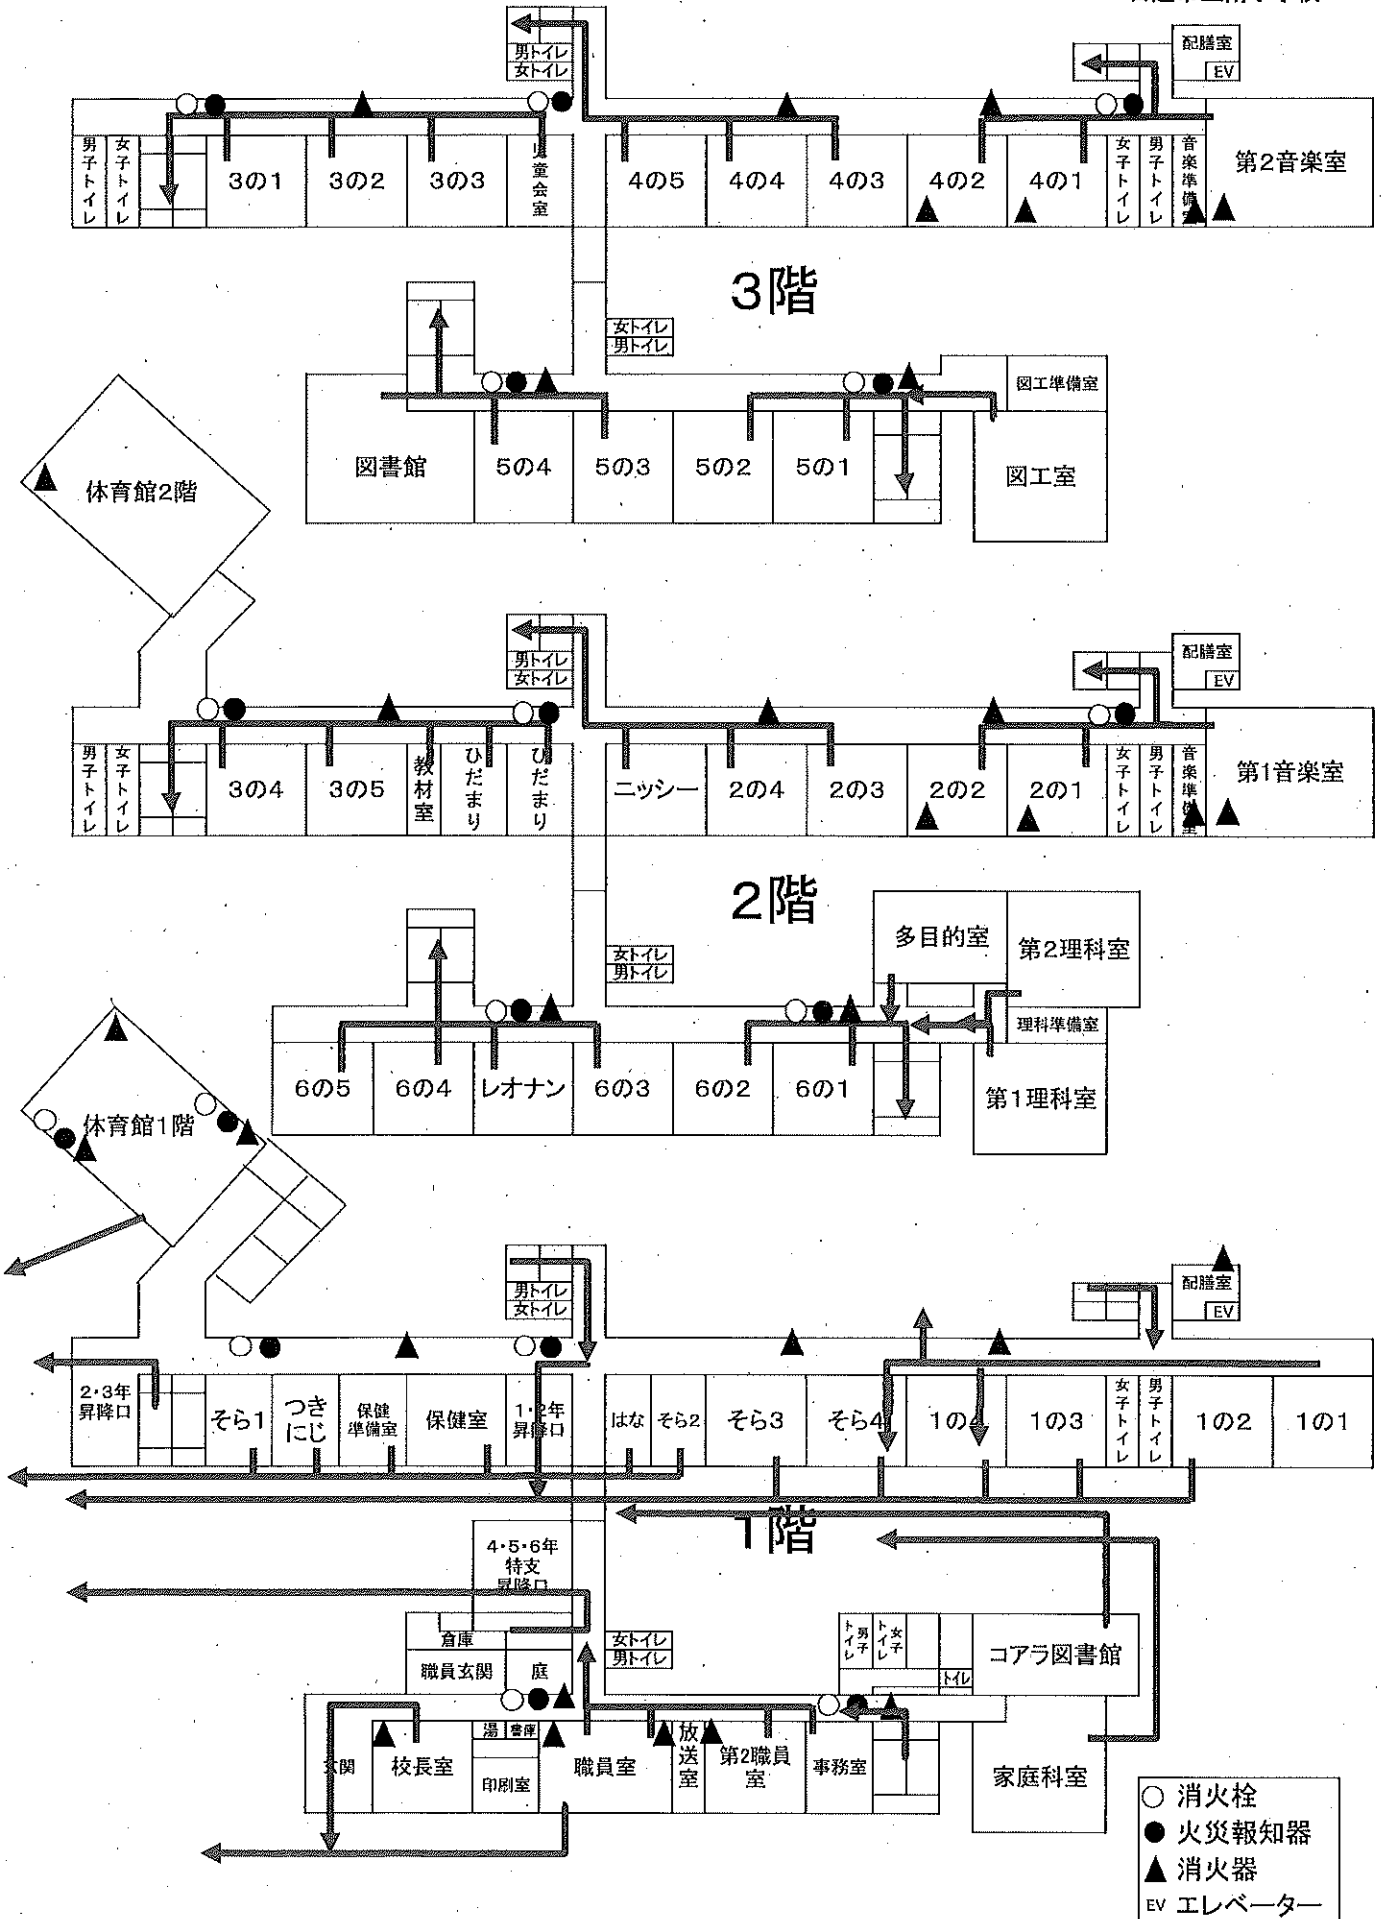 男トイレ
女トイレ
配膳室
EV
男子トイレ
女子トイレ
3の1
3の2
3の3
4の5
4の4
4の3
4の2
4の1
女子トイレ
男子トイレ
第2音楽室
3階
女トイレ
男トイレ
図工準備室
図書館
5の4
5の3
5の2
5の1
図工室
体育館2階
男トイレ
女トイレ
配膳室
EV
男子トイレ
女子トイレ
3の4
3の5
教材室
ひだまり
ひだまり
ニッシー
2の4
2の3
2の2
2の1
女子トイレ
男子トイレ
第1音楽室
2階
多目的室
第2理科室
女トイレ
男トイレ
理科準備室
6の5
6の4
レオナン
6の3
6の2
6の1
第1理科室
体育館1階
男トイレ
女トイレ
配膳室
EV
2・3年
昇降口
そら1
つき
にじ
保健
準備室
保健室
1・2年
昇降口
はな
そら2
そら3
そら4
1の4
1の3
女子トイレ
男子トイレ
1の2
1の1
1階
4・5・6年
特支
昇降口
倉庫
職員玄関
庭
女トイレ
男トイレ
男子トイレ
女子トイレ
トイレ
コアラ図書館
玄関
校長室
湯
書庫
印刷室
職員室
放送室
第2職員室
事務室
家庭科室
○ 消火栓
● 火災報知器
▲ 消火器
EV エレベーター